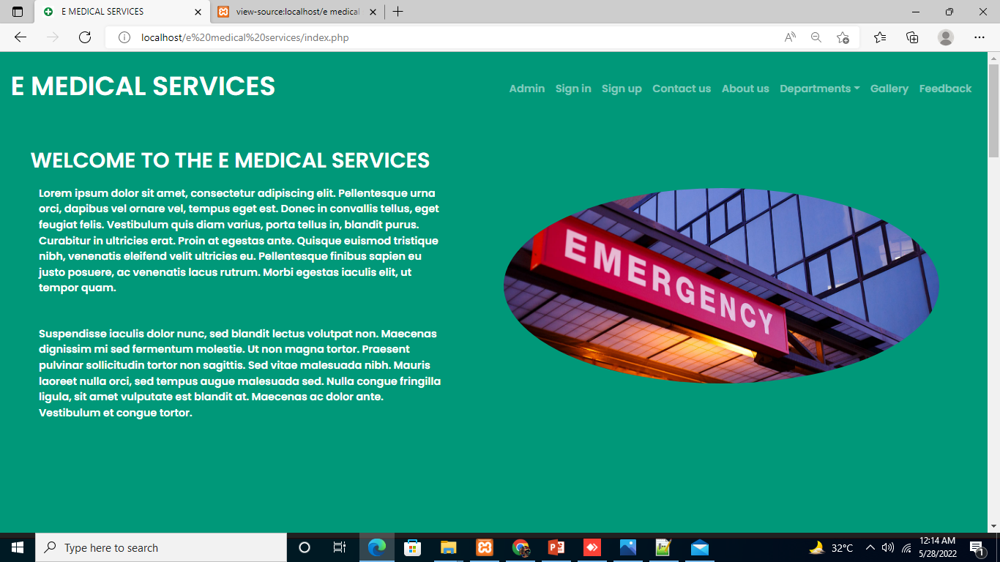 E MEDICAL SERVICES
view-source:localhost/e medical
localhost/e%20medical%20services/index.php
E MEDICAL SERVICES
Admin Sign in Sign up Contact us About us Departments Gallery Feedback
WELCOME TO THE E MEDICAL SERVICES
Lorem ipsum dolor sit amet, consectetur adipiscing elit. Pellentesque urna
orci, dapibus vel ornare vel, tempus eget est. Donec in convallis tellus, eget
feugiat felis. Vestibulum quis diam varius, porta tellus in, blandit purus.
Curabitur in ultricies erat. Proin at egestas ante. Quisque euismod tristique
nibh, venenatis eleifend velit ultricies eu. Pellentesque finibus sapien eu
justo posuere, ac venenatis lacus rutrum. Morbi egestas iaculis elit, ut
tempor quam.
Suspendisse iaculis dolor nunc, sed blandit lectus volutpat non. Maecenas
dignissim mi sed fermentum molestie. Ut non magna tortor. Praesent
pulvinar sollicitudin tortor non sagittis. Sed vitae malesuada nibh. Mauris
laoreet nulla orci, sed tempus augue malesuada sed. Nulla congue fringilla
ligula, sit amet vulputate est blandit at. Maecenas ac dolor ante.
Vestibulum et congue tortor.
EMERGENCY
Type here to search
32°C
12:14 AM
5/28/2022
1